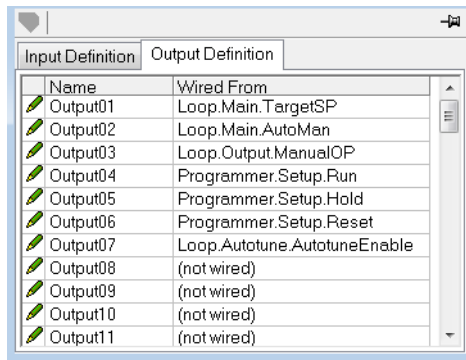 Input Definition Output Definition
Name Wired From
Output01 Loop.Main.TargetSP
Output02 Loop.Main.AutoMan
Output03 Loop.Output.ManualOP
Output04 Programmer.Setup.Run
Output05 Programmer.Setup.Hold
Output06 Programmer.Setup.Reset
Output07 Loop.Autotune.AutotuneEnable
Output08 (not wired)
Output09 (not wired)
Output10 (not wired)
Output11 (not wired)